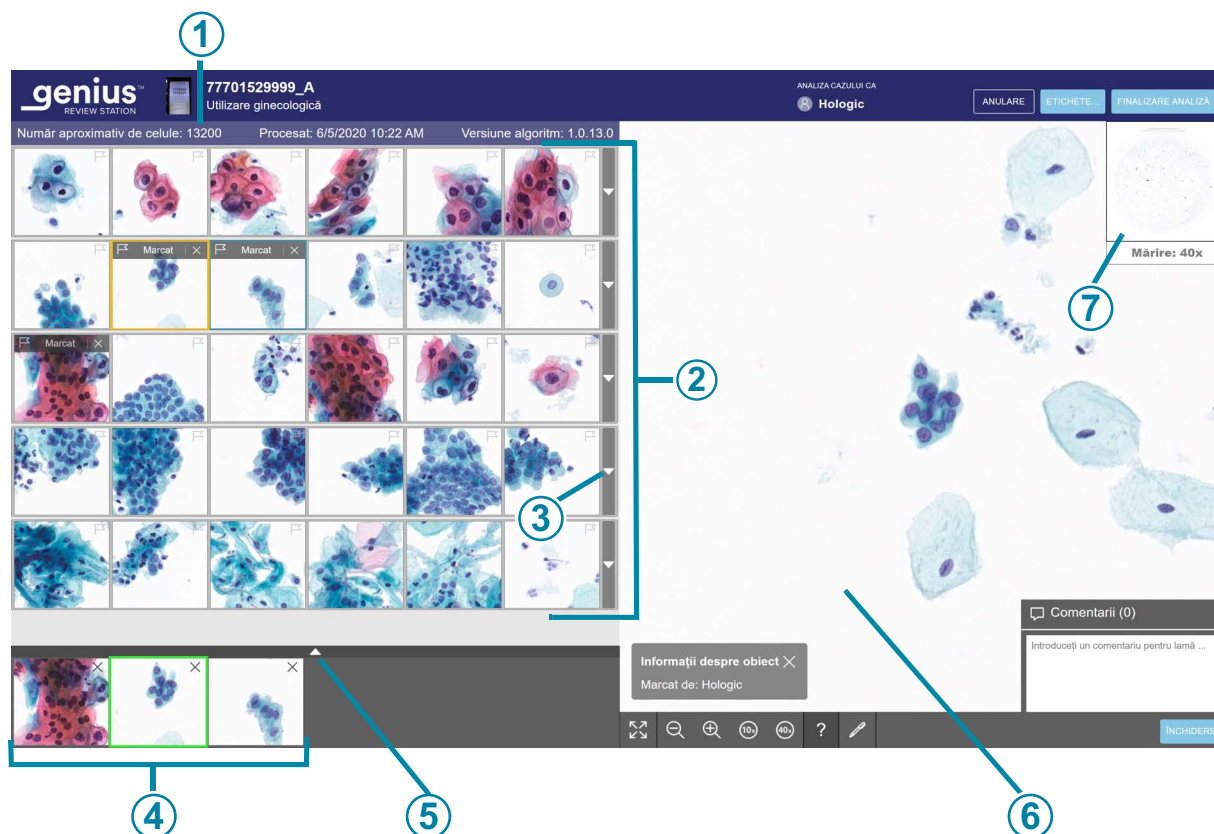 1
genius™
REVIEW STATION
77701529999_A
Utilizare ginecologică
ANALIZA CAZULUI CA
Hologic
ANULARE
ETICHETE...
FINALIZARE ANALIZĂ
Număr aproximativ de celule: 13200
Procesat: 6/5/2020 10:22 AM
Versiune algoritm: 1.0.13.0
Marcat
Marcat
Mărire: 40x
7
Marcat
2
3
Comentarii (0)
Introduceți un comentariu pentru lamă ...
Informații despre obiect
Marcat de: Hologic
10x
40x
?
ÎNCHIDERE
4
5
6